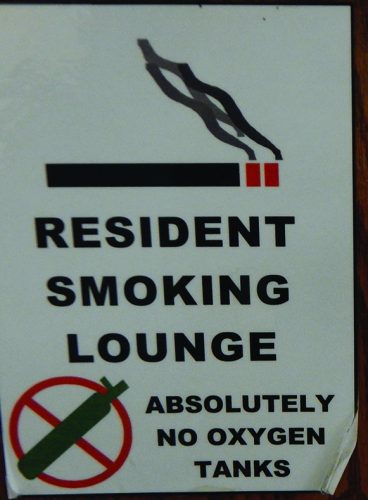 RESIDENT
SMOKING
LOUNGE
ABSOLUTELY
NO OXYGEN
TANKS